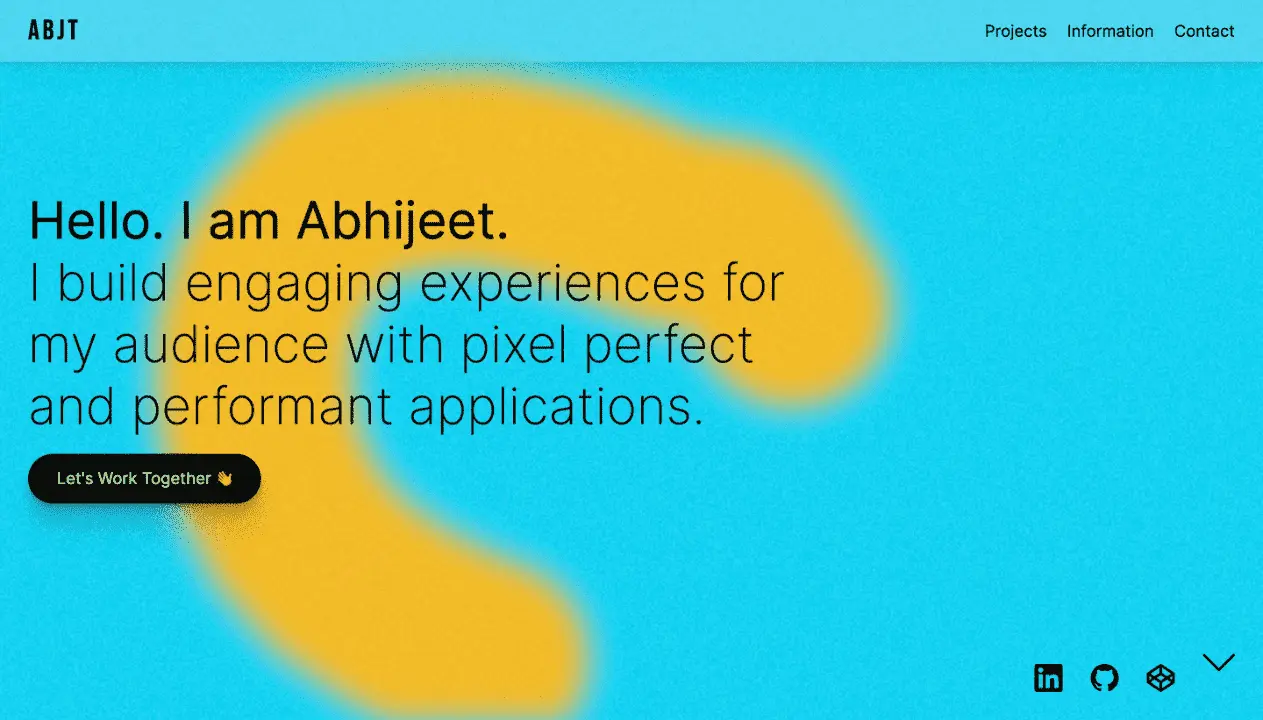 ABJT
Projects Information Contact
Hello. I am Abhijeet.
I build engaging experiences for
my audience with pixel perfect
and performant applications.
Let's Work Together 👋
in